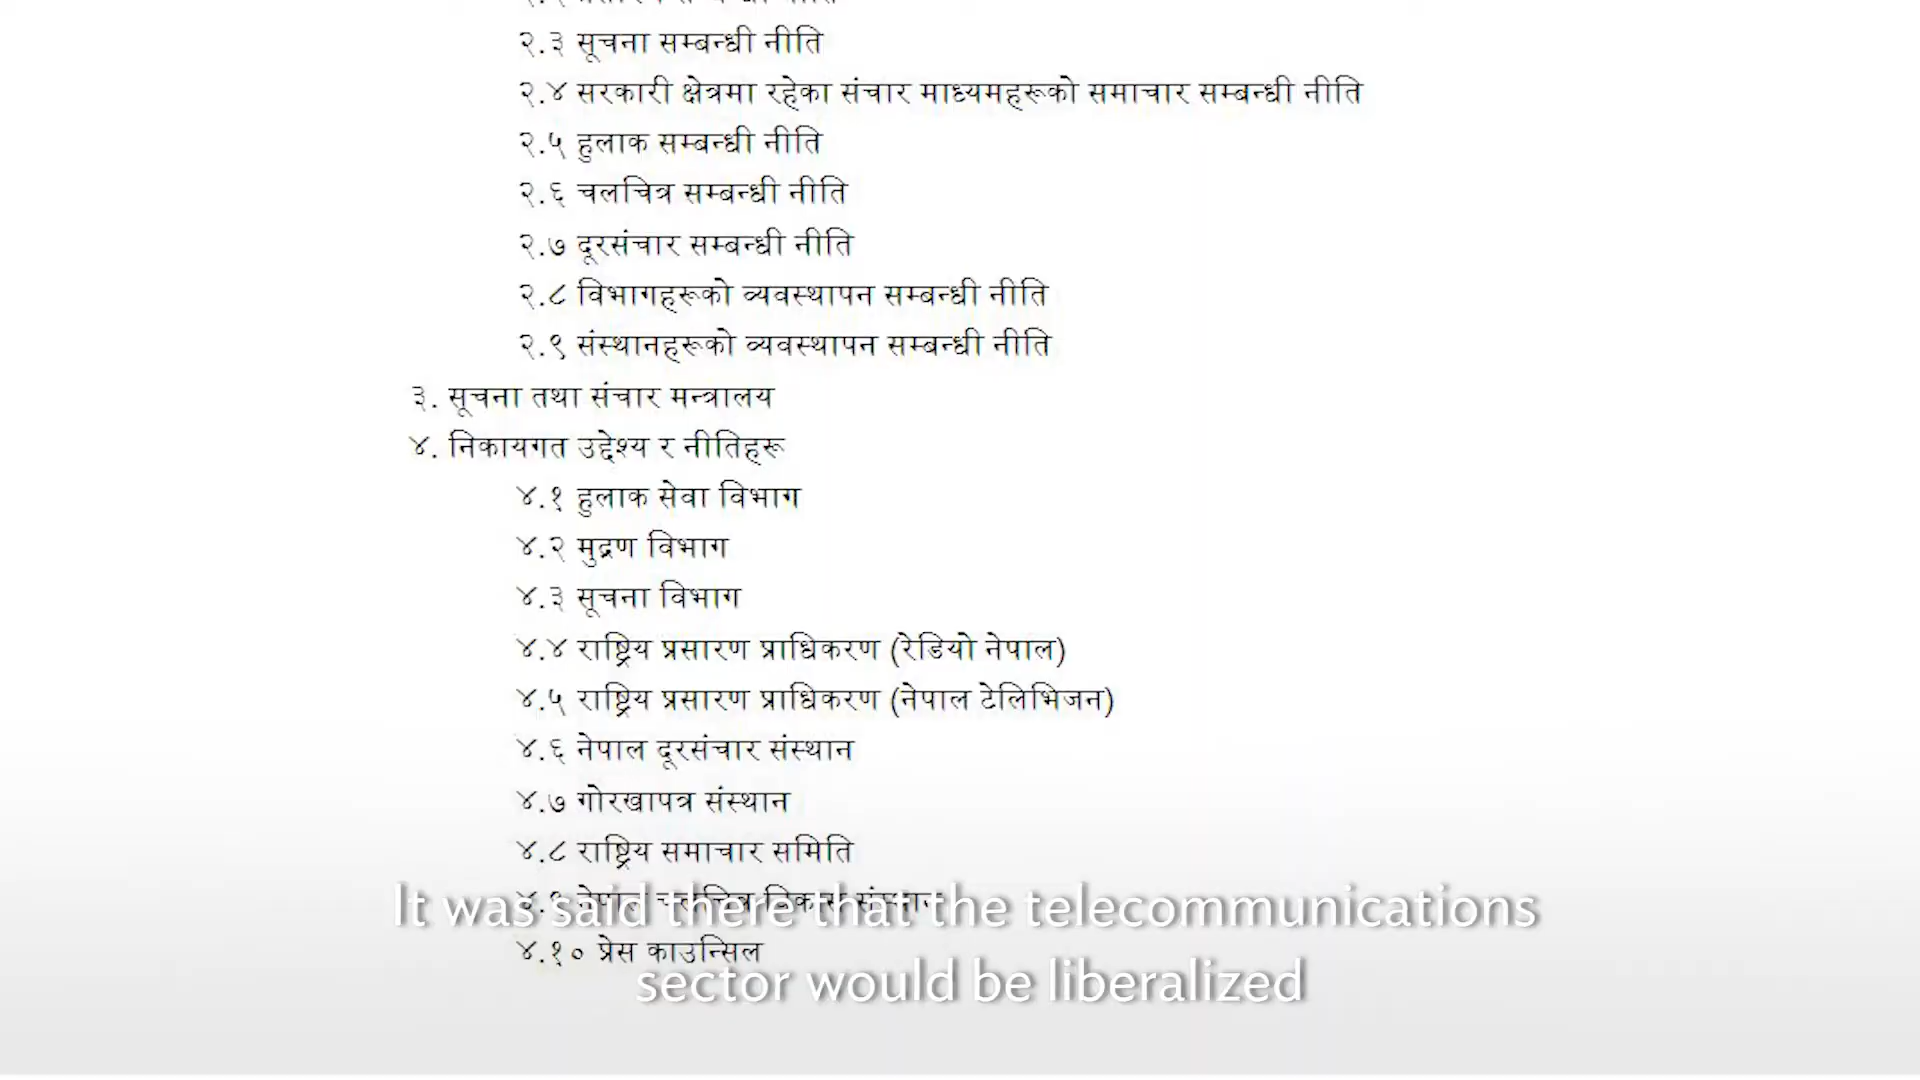 २.३ सूचना सम्बन्धी नीति
२.४ सरकारी क्षेत्रमा रहेका संचार माध्यमहरूको समाचार सम्बन्धी नीति
२.५ हुलाक सम्बन्धी नीति
२.६ चलचित्र सम्बन्धी नीति
२.७ दूरसंचार सम्बन्धी नीति
२.८ विभागहरूको व्यवस्थापन सम्बन्धी नीति
२.९ संस्थानहरूको व्यवस्थापन सम्बन्धी नीति
३. सूचना तथा संचार मन्त्रालय
४. निकायगत उद्देश्य र नीतिहरू
४.१ हुलाक सेवा विभाग
४.२ मुद्रण विभाग
४.३ सूचना विभाग
४.४ राष्ट्रिय प्रसारण प्राधिकरण (रेडियो नेपाल)
४.५ राष्ट्रिय प्रसारण प्राधिकरण (नेपाल टेलिभिजन)
४.६ नेपाल दूरसंचार संस्थान
४.७ गोरखापत्र संस्थान
४.८ राष्ट्रिय समाचार समिति
४.९ नेपाल चलचित्र विकास संस्थान
It was said there that the telecommunications
४.१० प्रेस काउन्सिल
sector would be liberalized